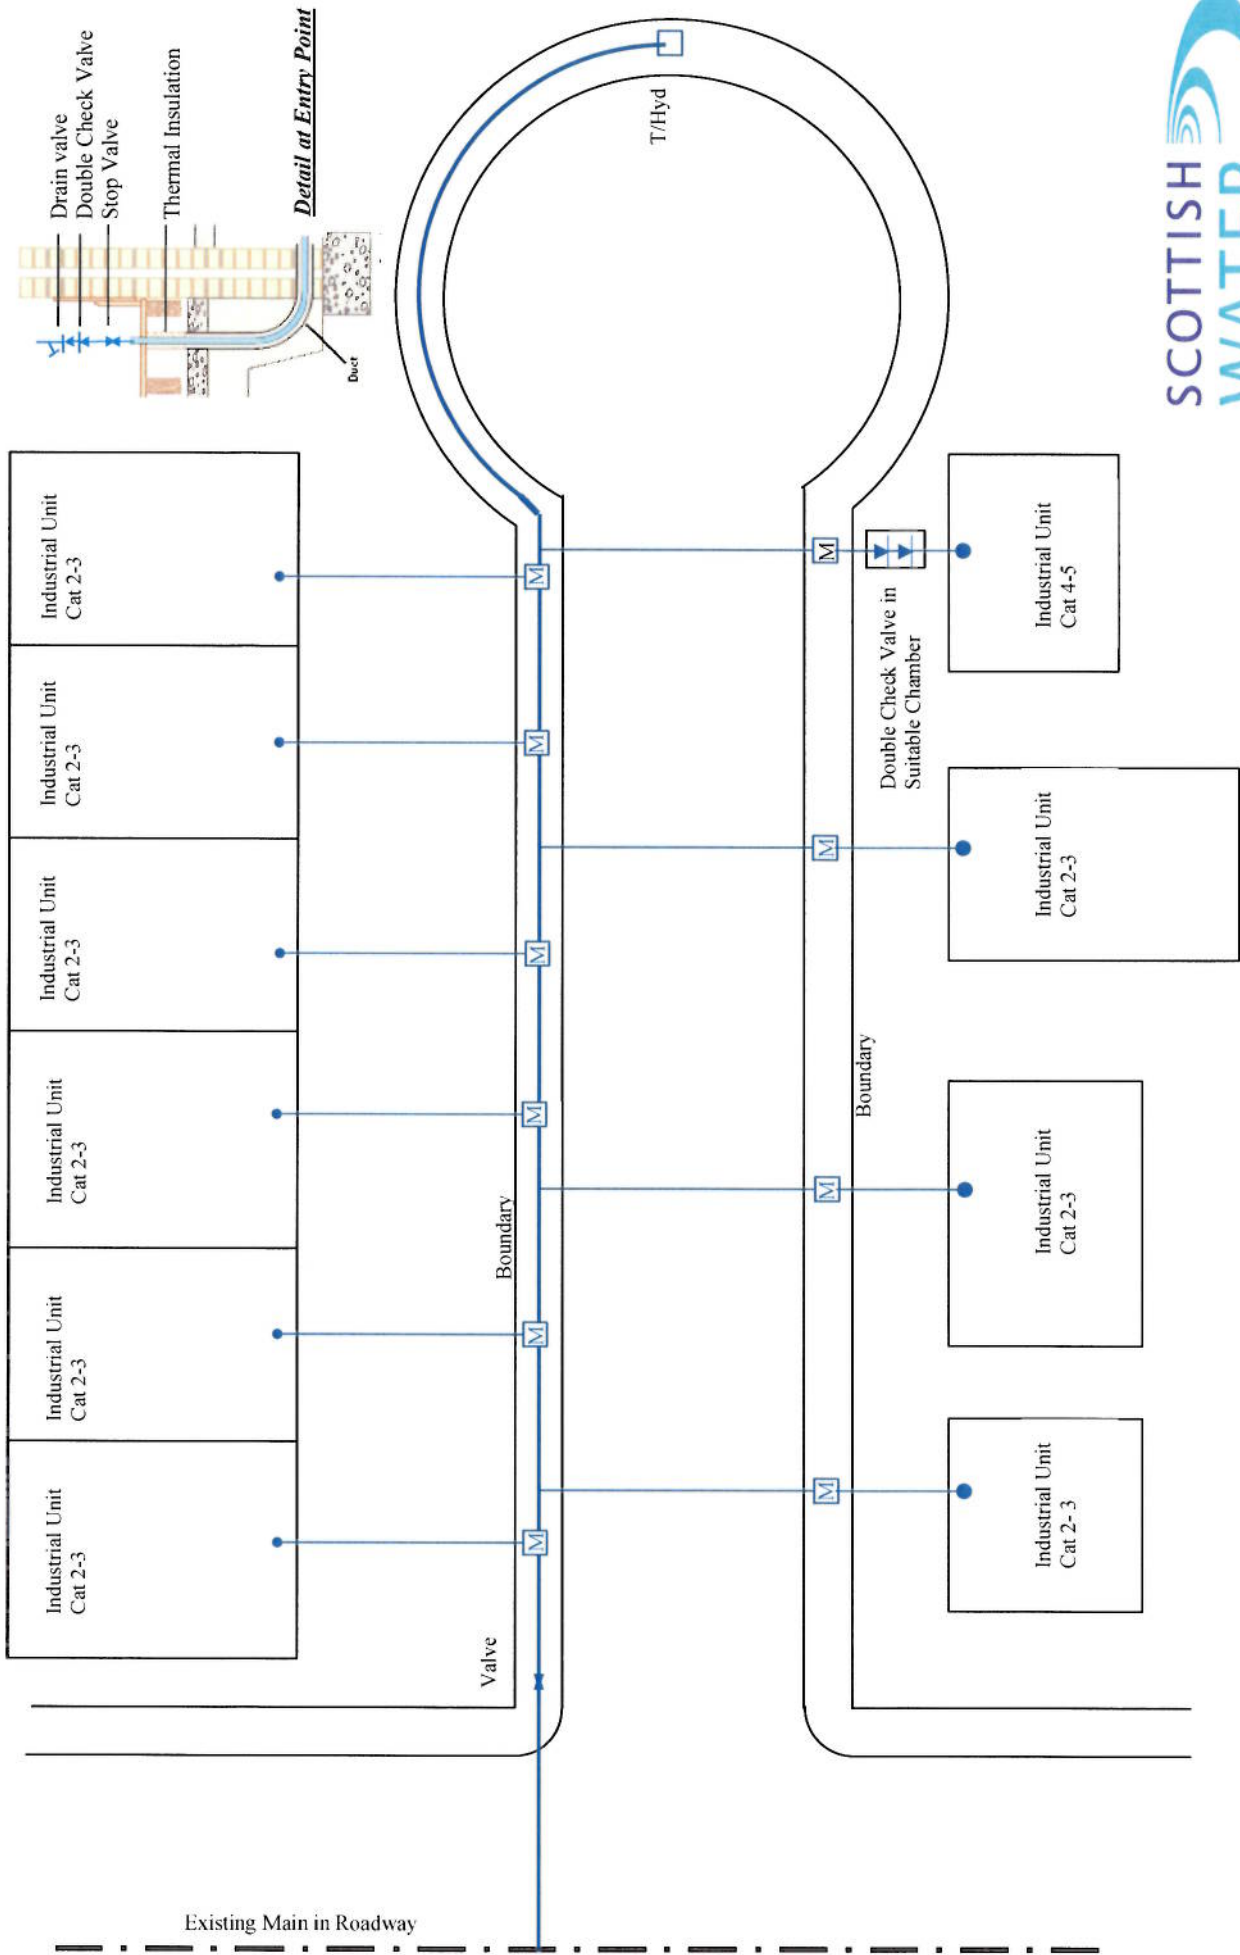 Drain valve
Double Check Valve
Stop Valve
Thermal Insulation
Detail at Entry Point
Duct
Industrial Unit
Cat 2-3
Industrial Unit
Cat 2-3
Industrial Unit
Cat 2-3
Industrial Unit
Cat 2-3
Industrial Unit
Cat 2-3
Industrial Unit
Cat 2-3
T/Hyd
M
M
M
M
M
M
Boundary
Valve
M
M
M
M
Boundary
Double Check Valve in
Suitable Chamber
Industrial Unit
Cat 2- 3
Industrial Unit
Cat 2-3
Industrial Unit
Cat 2-3
Industrial Unit
Cat 4-5
Existing Main in Roadway
SCOTTISH
WATER